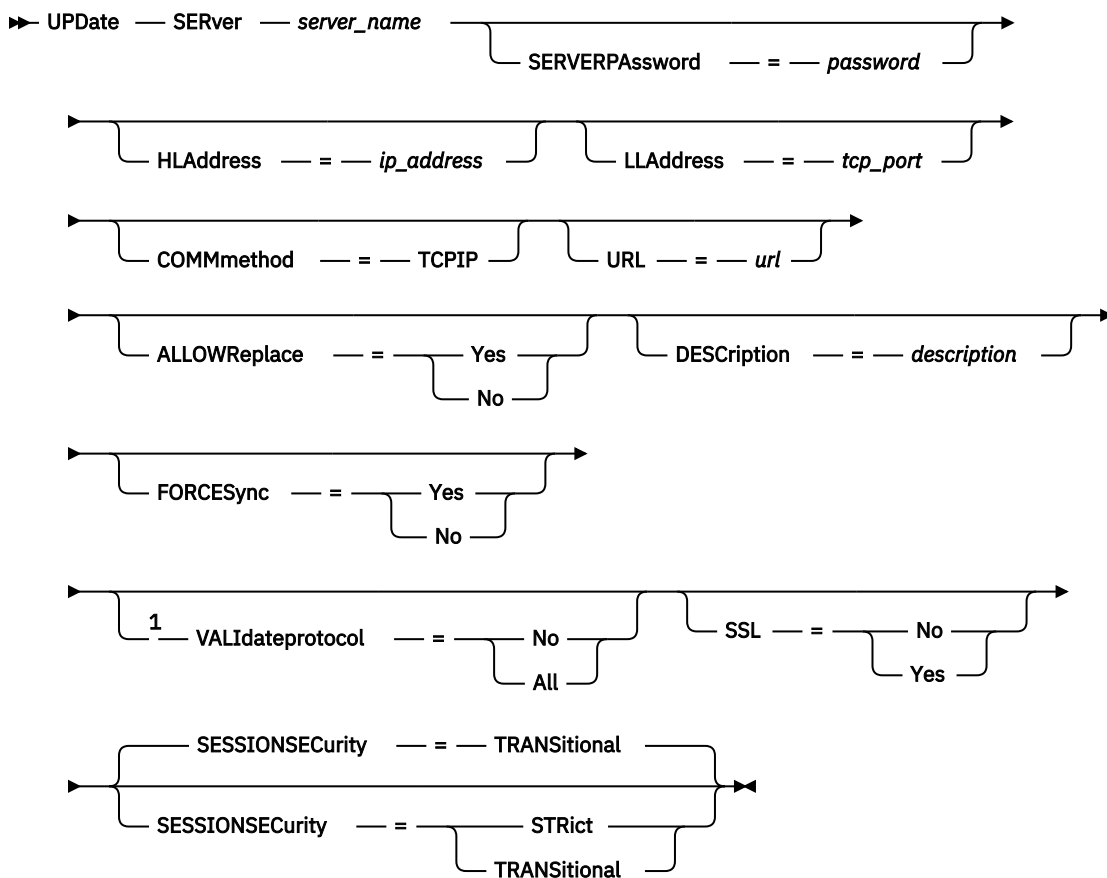 UPDate SERver server_name
SERVERPAssword = password
HLAddress = ip_address LLAddress = tcp_port
COMMmethod = TCPIP URL = url
ALLOWReplace = Yes DESCription = description
No
FORCESync = Yes
No
1 VALIdateprotocol = No SSL = No
All Yes
SESSIONSECurity = TRANSitional
SESSIONSECurity = STRict
TRANSitional